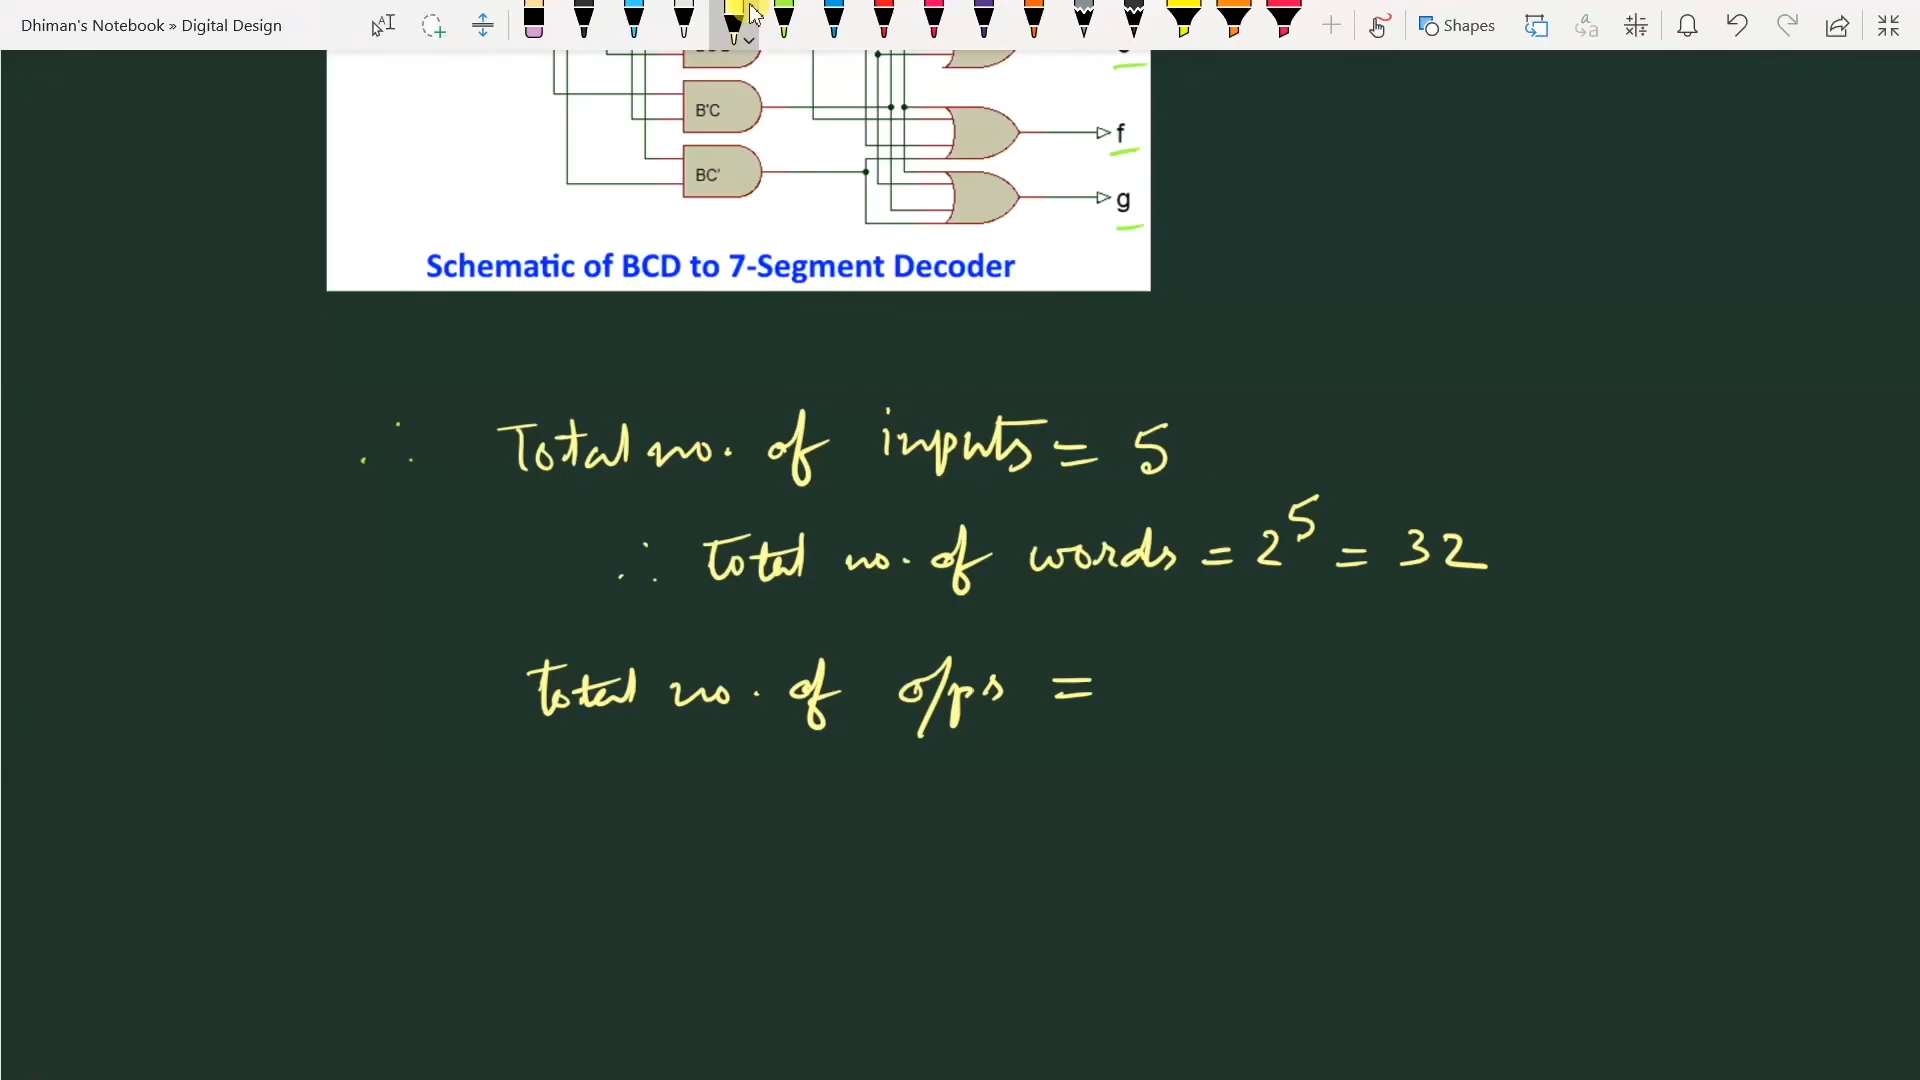 Dhiman's Notebook » Digital Design
Shapes
B'C
f
BC'
g
Schematic of BCD to 7-Segment Decoder
∴ Total no. of inputs = 5
∴ total no. of words = 2^5 = 32
total no. of o/ps =